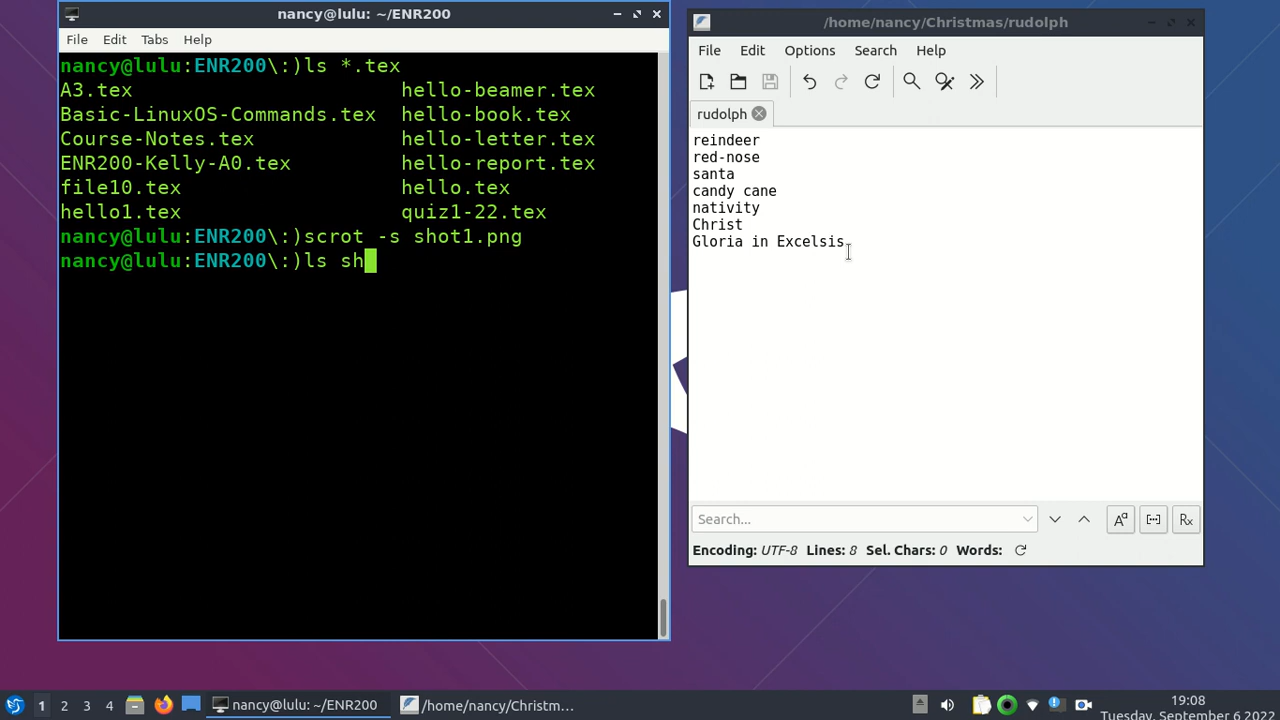 nancy@lulu: ~/ENR200
File Edit Tabs Help
nancy@lulu:ENR200\:)ls *.tex
A3.tex hello-beamer.tex
Basic-LinuxOS-Commands.tex hello-book.tex
Course-Notes.tex hello-letter.tex
ENR200-Kelly-A0.tex hello-report.tex
file10.tex hello.tex
hello1.tex quiz1-22.tex
nancy@lulu:ENR200\:)scrot -s shot1.png
nancy@lulu:ENR200\:)ls sh
/home/nancy/Christmas/rudolph
File Edit Options Search Help
rudolph
reindeer
red-nose
santa
candy cane
nativity
Christ
Gloria in Excelsis
Search...
Encoding: UTF-8 Lines: 8 Sel. Chars: 0 Words:
1 2 3 4 nancy@lulu: ~/ENR200 /home/nancy/Christm... 19:08
Tuesday, September 6 2022